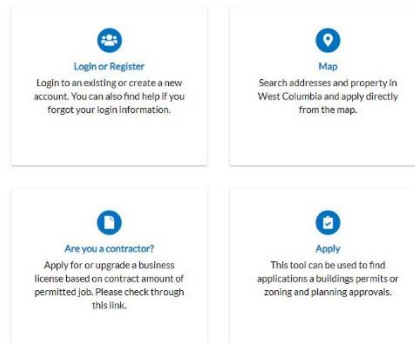 Login or Register
Login to an existing or create a new
account. You can also find help if you
forgot your login information.
Map
Search addresses and property in
West Columbia and apply directly
from the map.
Are you a contractor?
Apply for or upgrade a business
license based on contract amount of
permitted job. Please check through
this link.
Apply
This tool can be used to find
applications a buildings permits or
zoning and planning approvals.